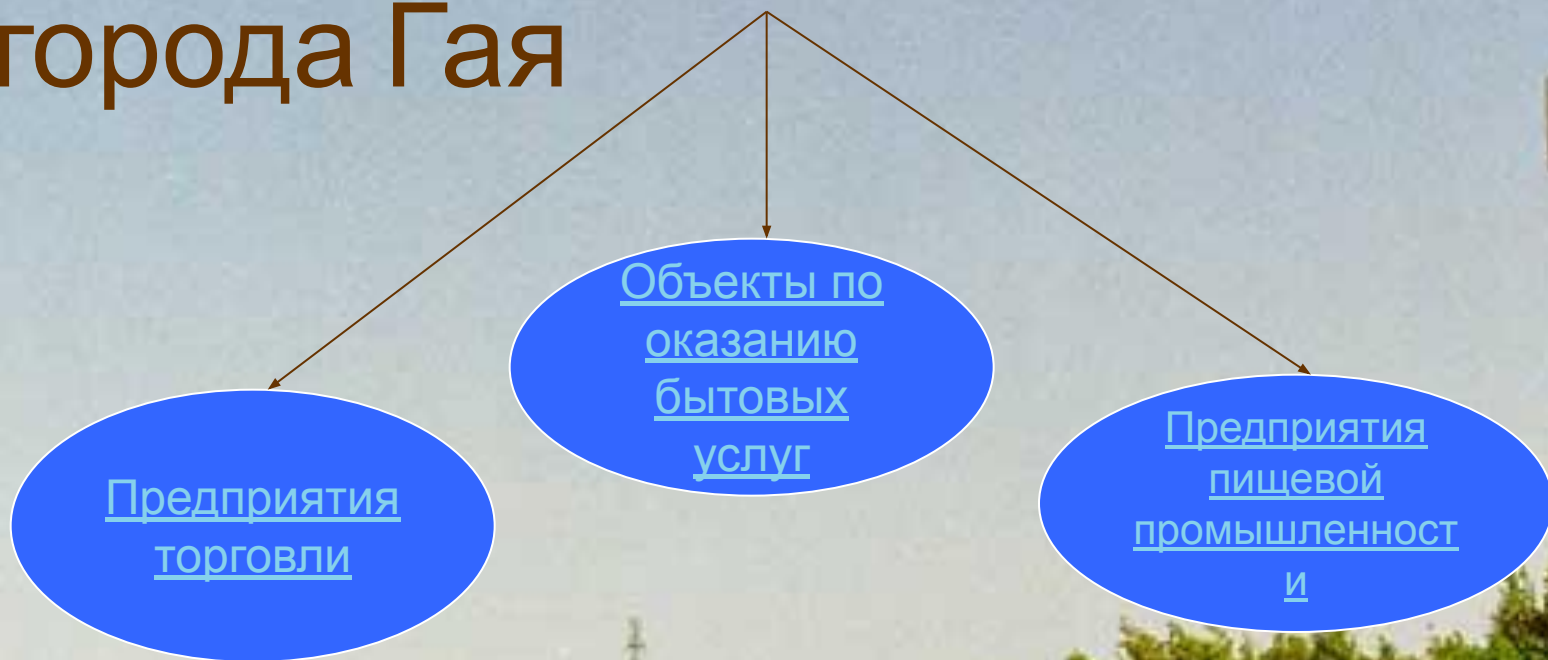 города Гая
Объекты по
оказанию
бытовых
услуг
Предприятия
торговли
Предприятия
пищевой
промышленност
и